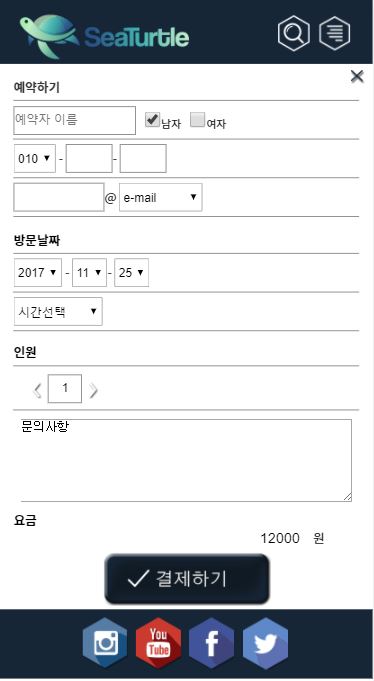 SeaTurtle
예약하기
예약자 이름 남자 여자
010 - -
@ e-mail
방문날짜
2017 - 11 - 25
시간선택
인원
1
문의사항
요금
12000 원
결제하기
You Tube f